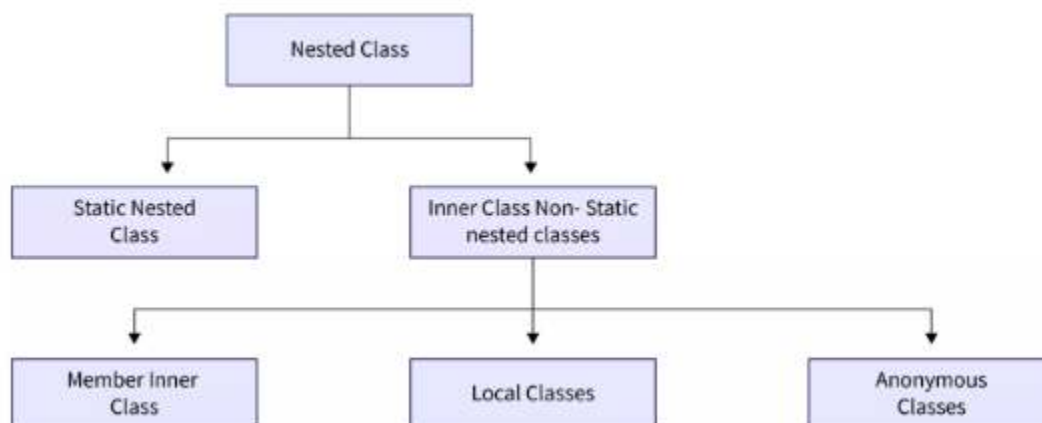 Nested Class
Static Nested
Class
Inner Class Non- Static
nested classes
Member Inner
Class
Local Classes
Anonymous
Classes